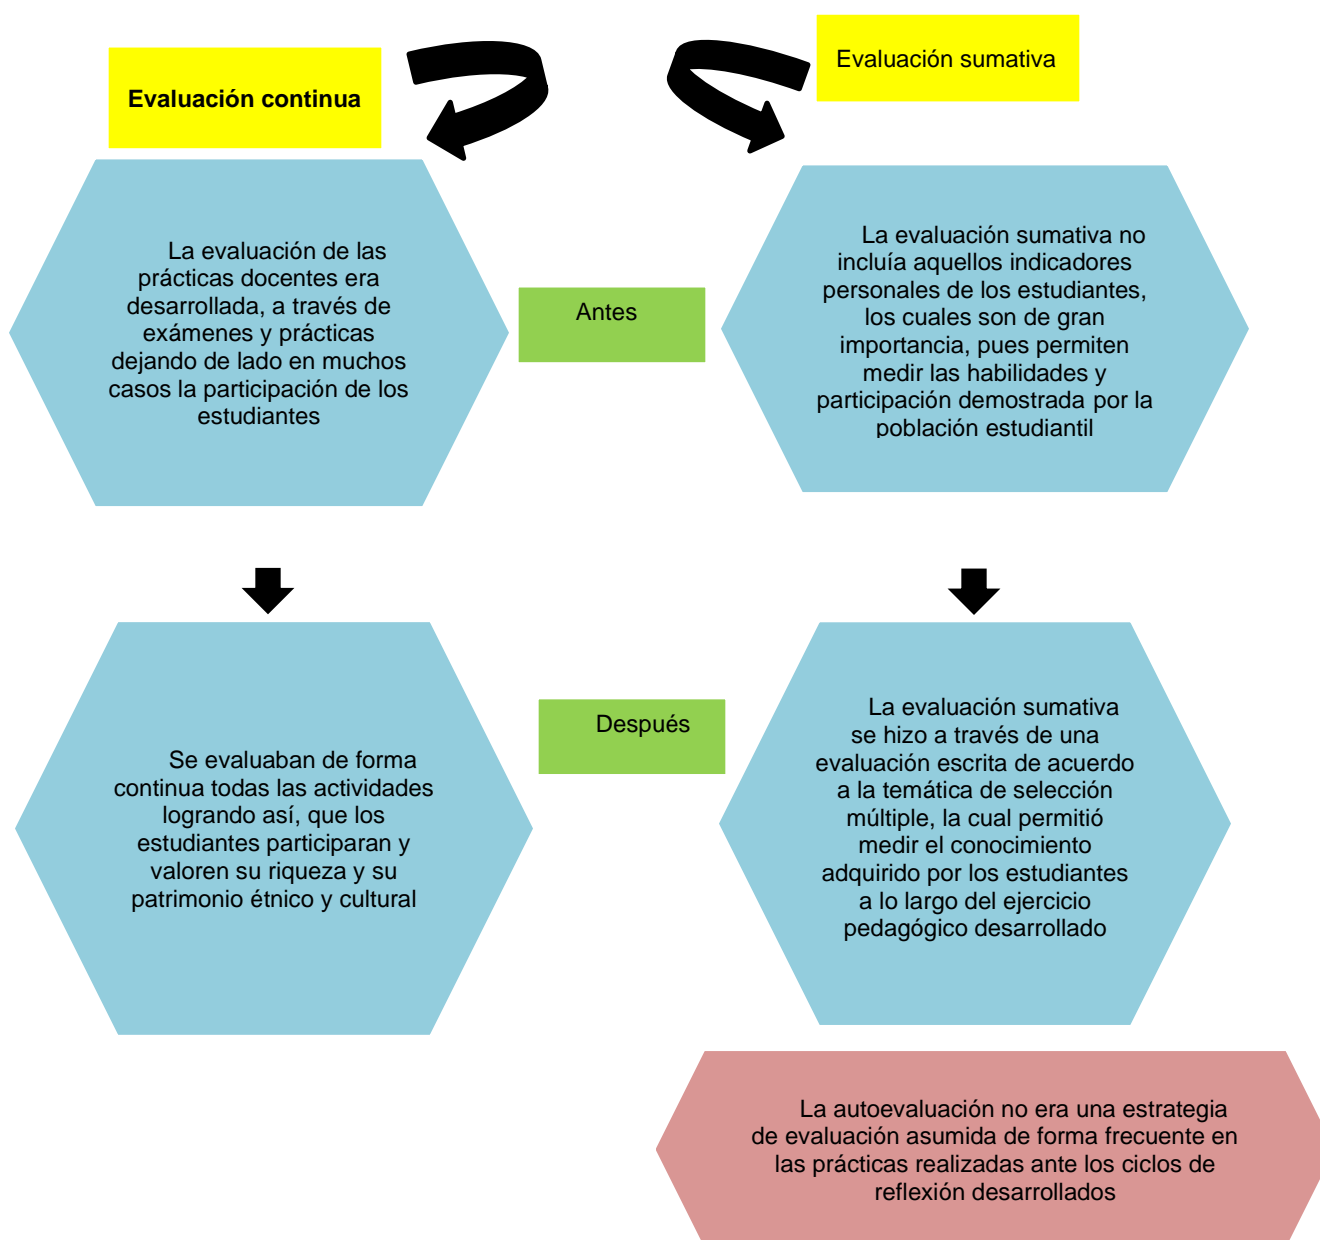 Evaluación continua
Evaluación sumativa
La evaluación de las
prácticas docentes era
desarrollada, a través de
exámenes y prácticas
dejando de lado en muchos
casos la participación de los
estudiantes
Antes
La evaluación sumativa no
incluía aquellos indicadores
personales de los estudiantes,
los cuales son de gran
importancia, pues permiten
medir las habilidades y
participación demostrada por la
población estudiantil
Se evaluaban de forma
continua todas las actividades
logrando así, que los
estudiantes participaran y
valoren su riqueza y su
patrimonio étnico y cultural
Después
La evaluación sumativa
se hizo a través de una
evaluación escrita de acuerdo
a la temática de selección
múltiple, la cual permitió
medir el conocimiento
adquirido por los estudiantes
a lo largo del ejercicio
pedagógico desarrollado
La autoevaluación no era una estrategia
de evaluación asumida de forma frecuente en
las prácticas realizadas ante los ciclos de
reflexión desarrollados